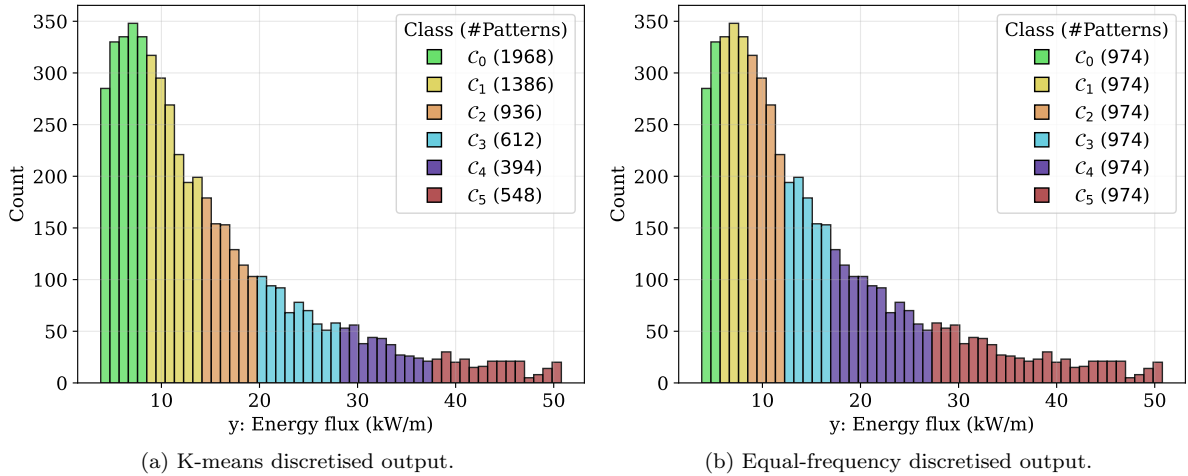 350
300
250
200
150
100
50
0
Count
10
20
30
40
50
y: Energy flux (kW/m)
Class (#Patterns)
C₀ (1968)
C₁ (1386)
C₂ (936)
C₃ (612)
C₄ (394)
C₅ (548)
(a) K-means discretised output.
350
300
250
200
150
100
50
0
Count
10
20
30
40
50
y: Energy flux (kW/m)
Class (#Patterns)
C₀ (974)
C₁ (974)
C₂ (974)
C₃ (974)
C₄ (974)
C₅ (974)
(b) Equal-frequency discretised output.